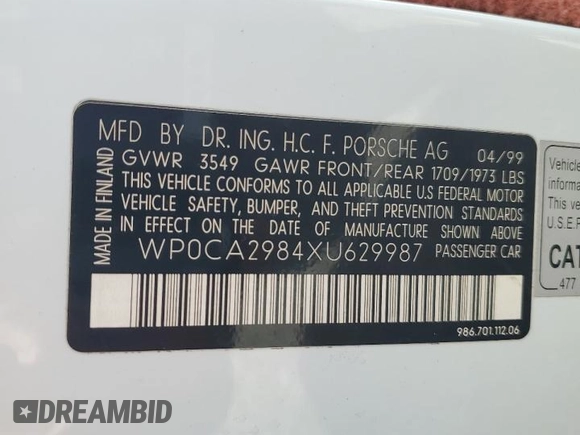 MFD BY DR. ING. H.C. F. PORSCHE AG 04/99
GVWR 3549 GAWR FRONT/REAR 1709/1973 LBS
THIS VEHICLE CONFORMS TO ALL APPLICABLE U.S FEDERAL MOTOR
VEHICLE SAFETY, BUMPER, AND THEFT PREVENTION STANDARDS
IN EFFECT ON THE DATE OF MANUFACTURE SHOWN ABOVE
WP0CA2984XU629987 PASSENGER CAR
986.701.112.06
MADE IN FINLAND
Vehicle
informa
U.S.E.P
CAT
477
DREAMBID